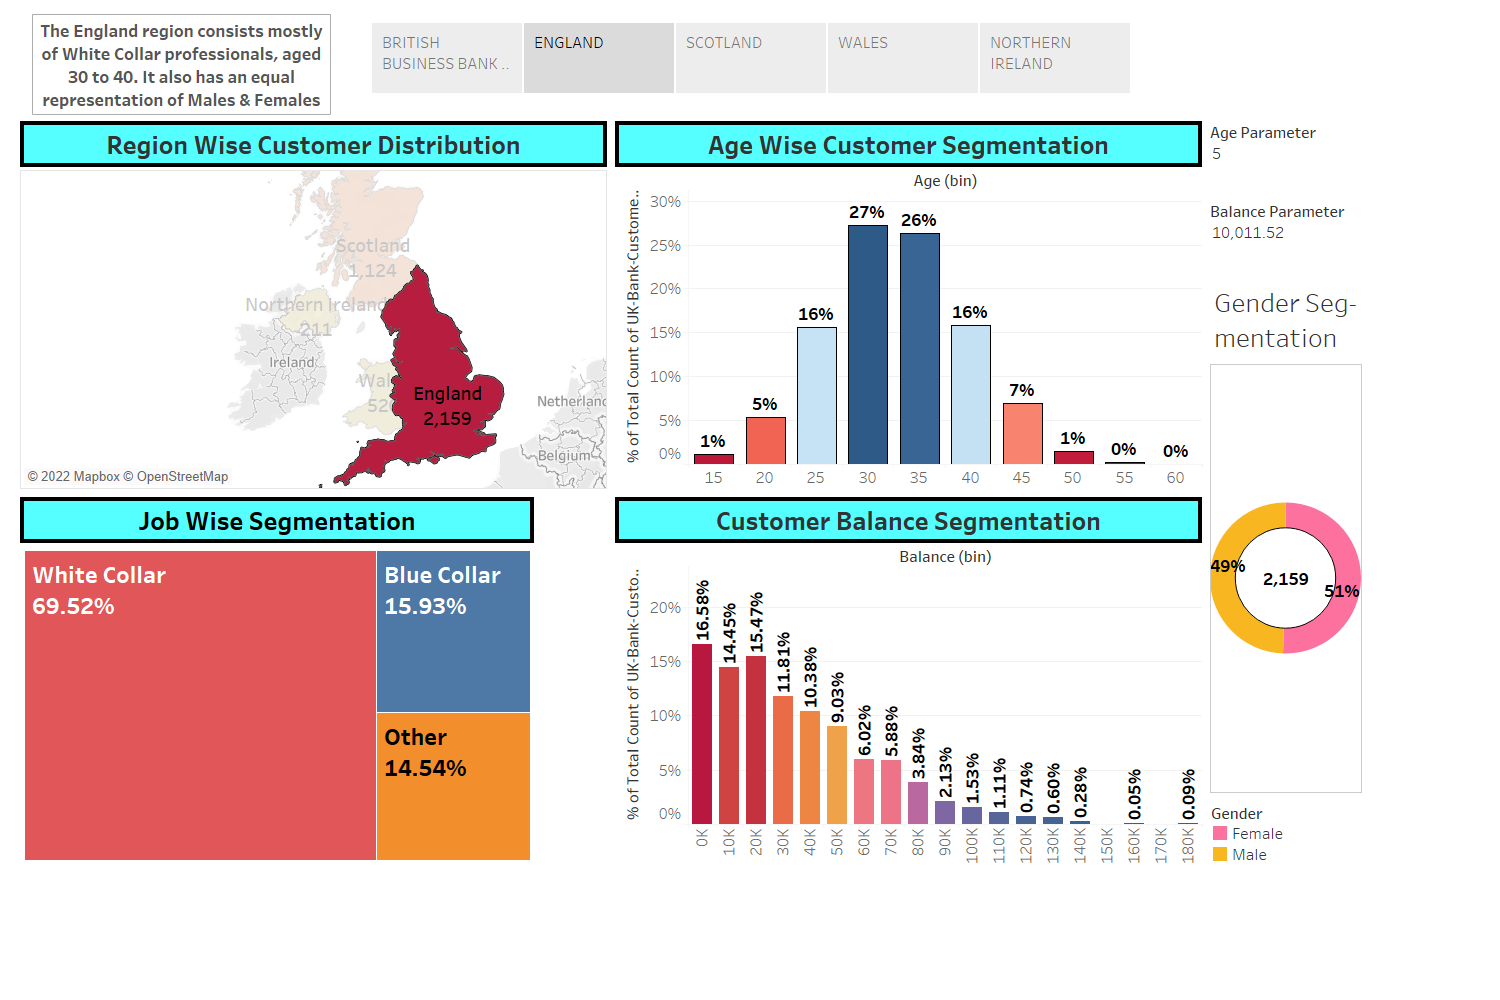 The England region consists mostly
of White Collar professionals, aged
30 to 40. It also has an equal
representation of Males & Females
BRITISH
BUSINESS BANK ..
ENGLAND
SCOTLAND
WALES
NORTHERN
IRELAND
Region Wise Customer Distribution
Scotland
1,124
Northern Ireland
211
Ireland
Wal
52
England
2,159
Netherland
Belgium
© 2022 Mapbox © OpenStreetMap
Age Wise Customer Segmentation
Age (bin)
% of Total Count of UK-Bank-Custome..
30%
25%
20%
15%
10%
5%
0%
1%
5%
16%
27%
26%
16%
7%
1%
0%
0%
15
20
25
30
35
40
45
50
55
60
Age Parameter
5
Balance Parameter
10,011.52
Gender Seg-
mentation
49%
2,159
51%
Gender
Female
Male
Job Wise Segmentation
White Collar
69.52%
Blue Collar
15.93%
Other
14.54%
Customer Balance Segmentation
Balance (bin)
% of Total Count of UK-Bank-Custo..
20%
15%
10%
5%
0%
16.58%
14.45%
15.47%
11.81%
10.38%
9.03%
6.02%
5.88%
3.84%
2.13%
1.53%
1.11%
0.74%
0.60%
0.28%
0.05%
0.09%
0K
10K
20K
30K
40K
50K
60K
70K
80K
90K
100K
110K
120K
130K
140K
150K
160K
170K
180K